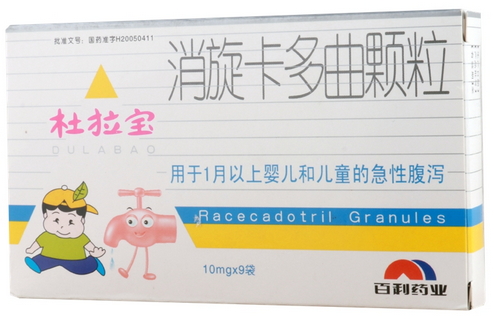 批准文号：国药准字H20050411
消旋卡多曲颗粒
杜拉宝
DULABAO
用于1月以上婴儿和儿童的急性腹泻
Racecadotril Granules
10mgx9袋
百利药业